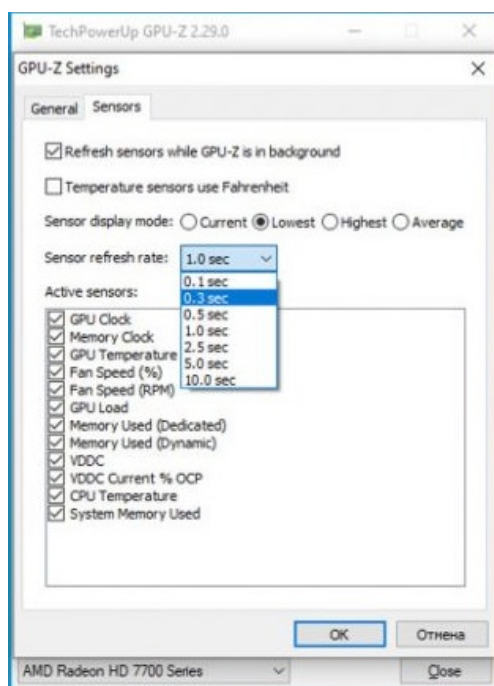 TechPowerUp GPU-Z 2.29.0
GPU-Z Settings
General Sensors
Refresh sensors while GPU-Z is in background
Temperature sensors use Fahrenheit
Sensor display mode: Current Lowest Highest Average
Sensor refresh rate: 1.0 sec
0.1 sec
0.3 sec
0.5 sec
1.0 sec
2.5 sec
5.0 sec
10.0 sec
Active sensors:
GPU Clock
Memory Clock
GPU Temperature
Fan Speed (%)
Fan Speed (RPM)
GPU Load
Memory Used (Dedicated)
Memory Used (Dynamic)
VDDC
VDDC Current % OCP
CPU Temperature
System Memory Used
OK Отмена
AMD Radeon HD 7700 Series Close